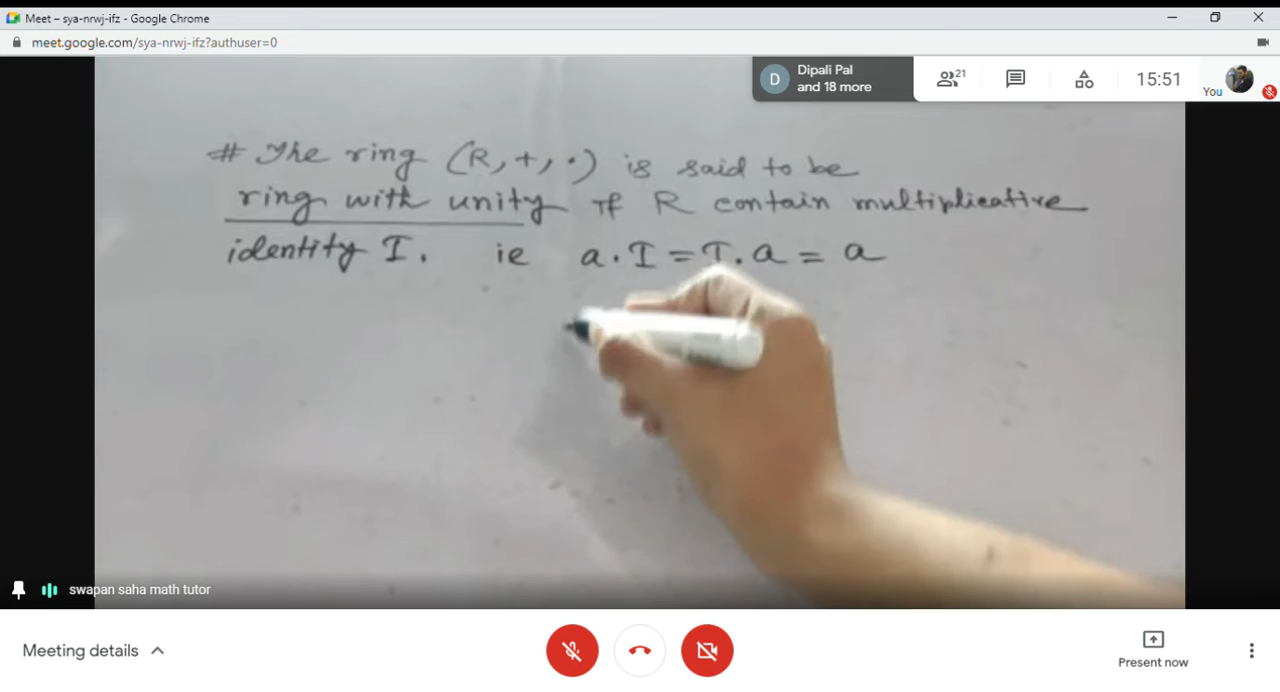 Meet – sya-nrwj-ifz - Google Chrome
meet.google.com/sya-nrwj-ifz?authuser=0
D Dipali Pal
and 18 more
21
15:51
You
# The ring (R, +, ·) is said to be
ring with unity if R contain multiplicative
identity I. ie a · I = I . a = a
swapan saha math tutor
Meeting details
Present now